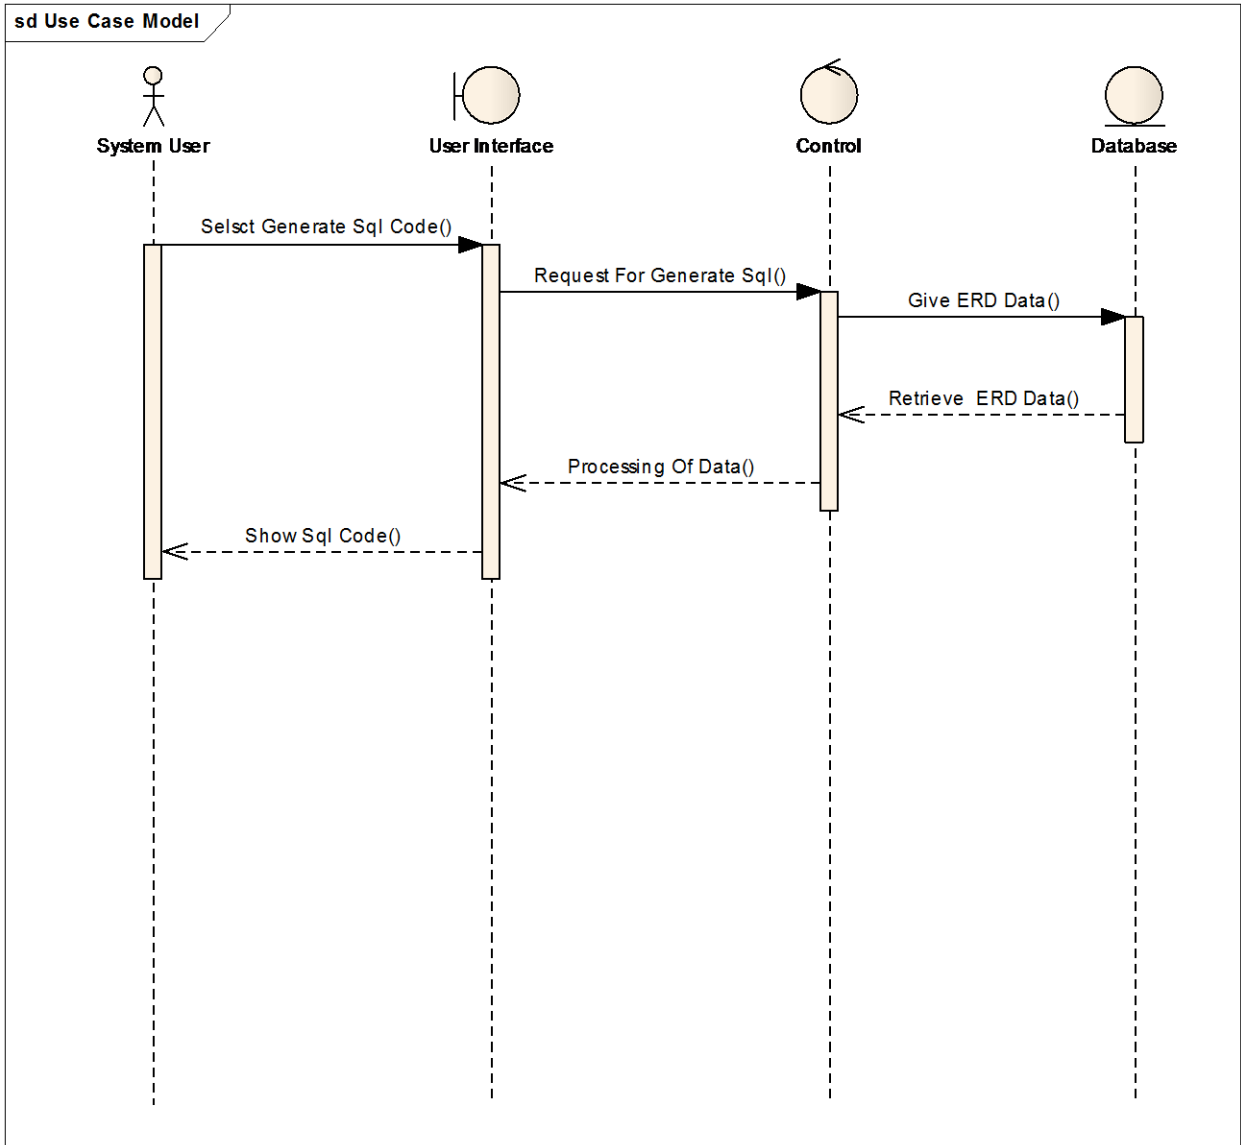 sd Use Case Model
System User
User Interface
Control
Database
Selsct Generate Sql Code()
Request For Generate Sql()
Give ERD Data()
Retrieve  ERD Data()
Processing Of Data()
Show Sql Code()